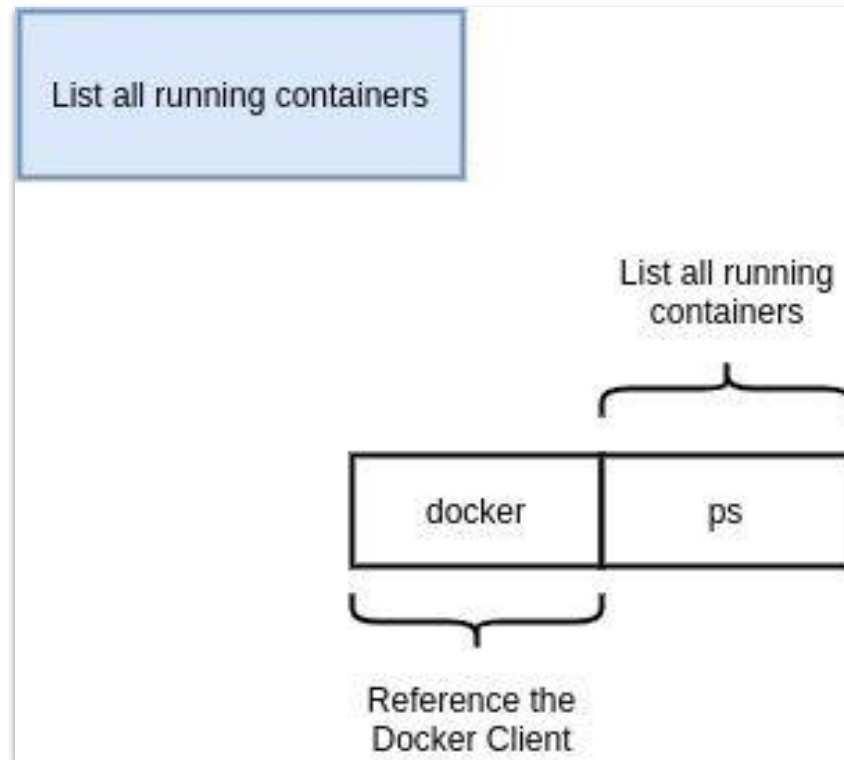 List all running containers
List all running
containers
docker
ps
Reference the
Docker Client